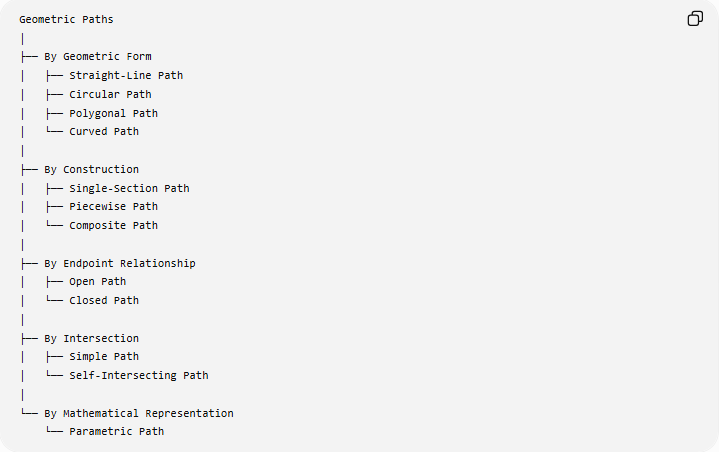 Geometric Paths
│
├── By Geometric Form
│   ├── Straight-Line Path
│   ├── Circular Path
│   ├── Polygonal Path
│   └── Curved Path
│
├── By Construction
│   ├── Single-Section Path
│   ├── Piecewise Path
│   └── Composite Path
│
├── By Endpoint Relationship
│   ├── Open Path
│   └── Closed Path
│
├── By Intersection
│   ├── Simple Path
│   └── Self-Intersecting Path
│
└── By Mathematical Representation
    └── Parametric Path